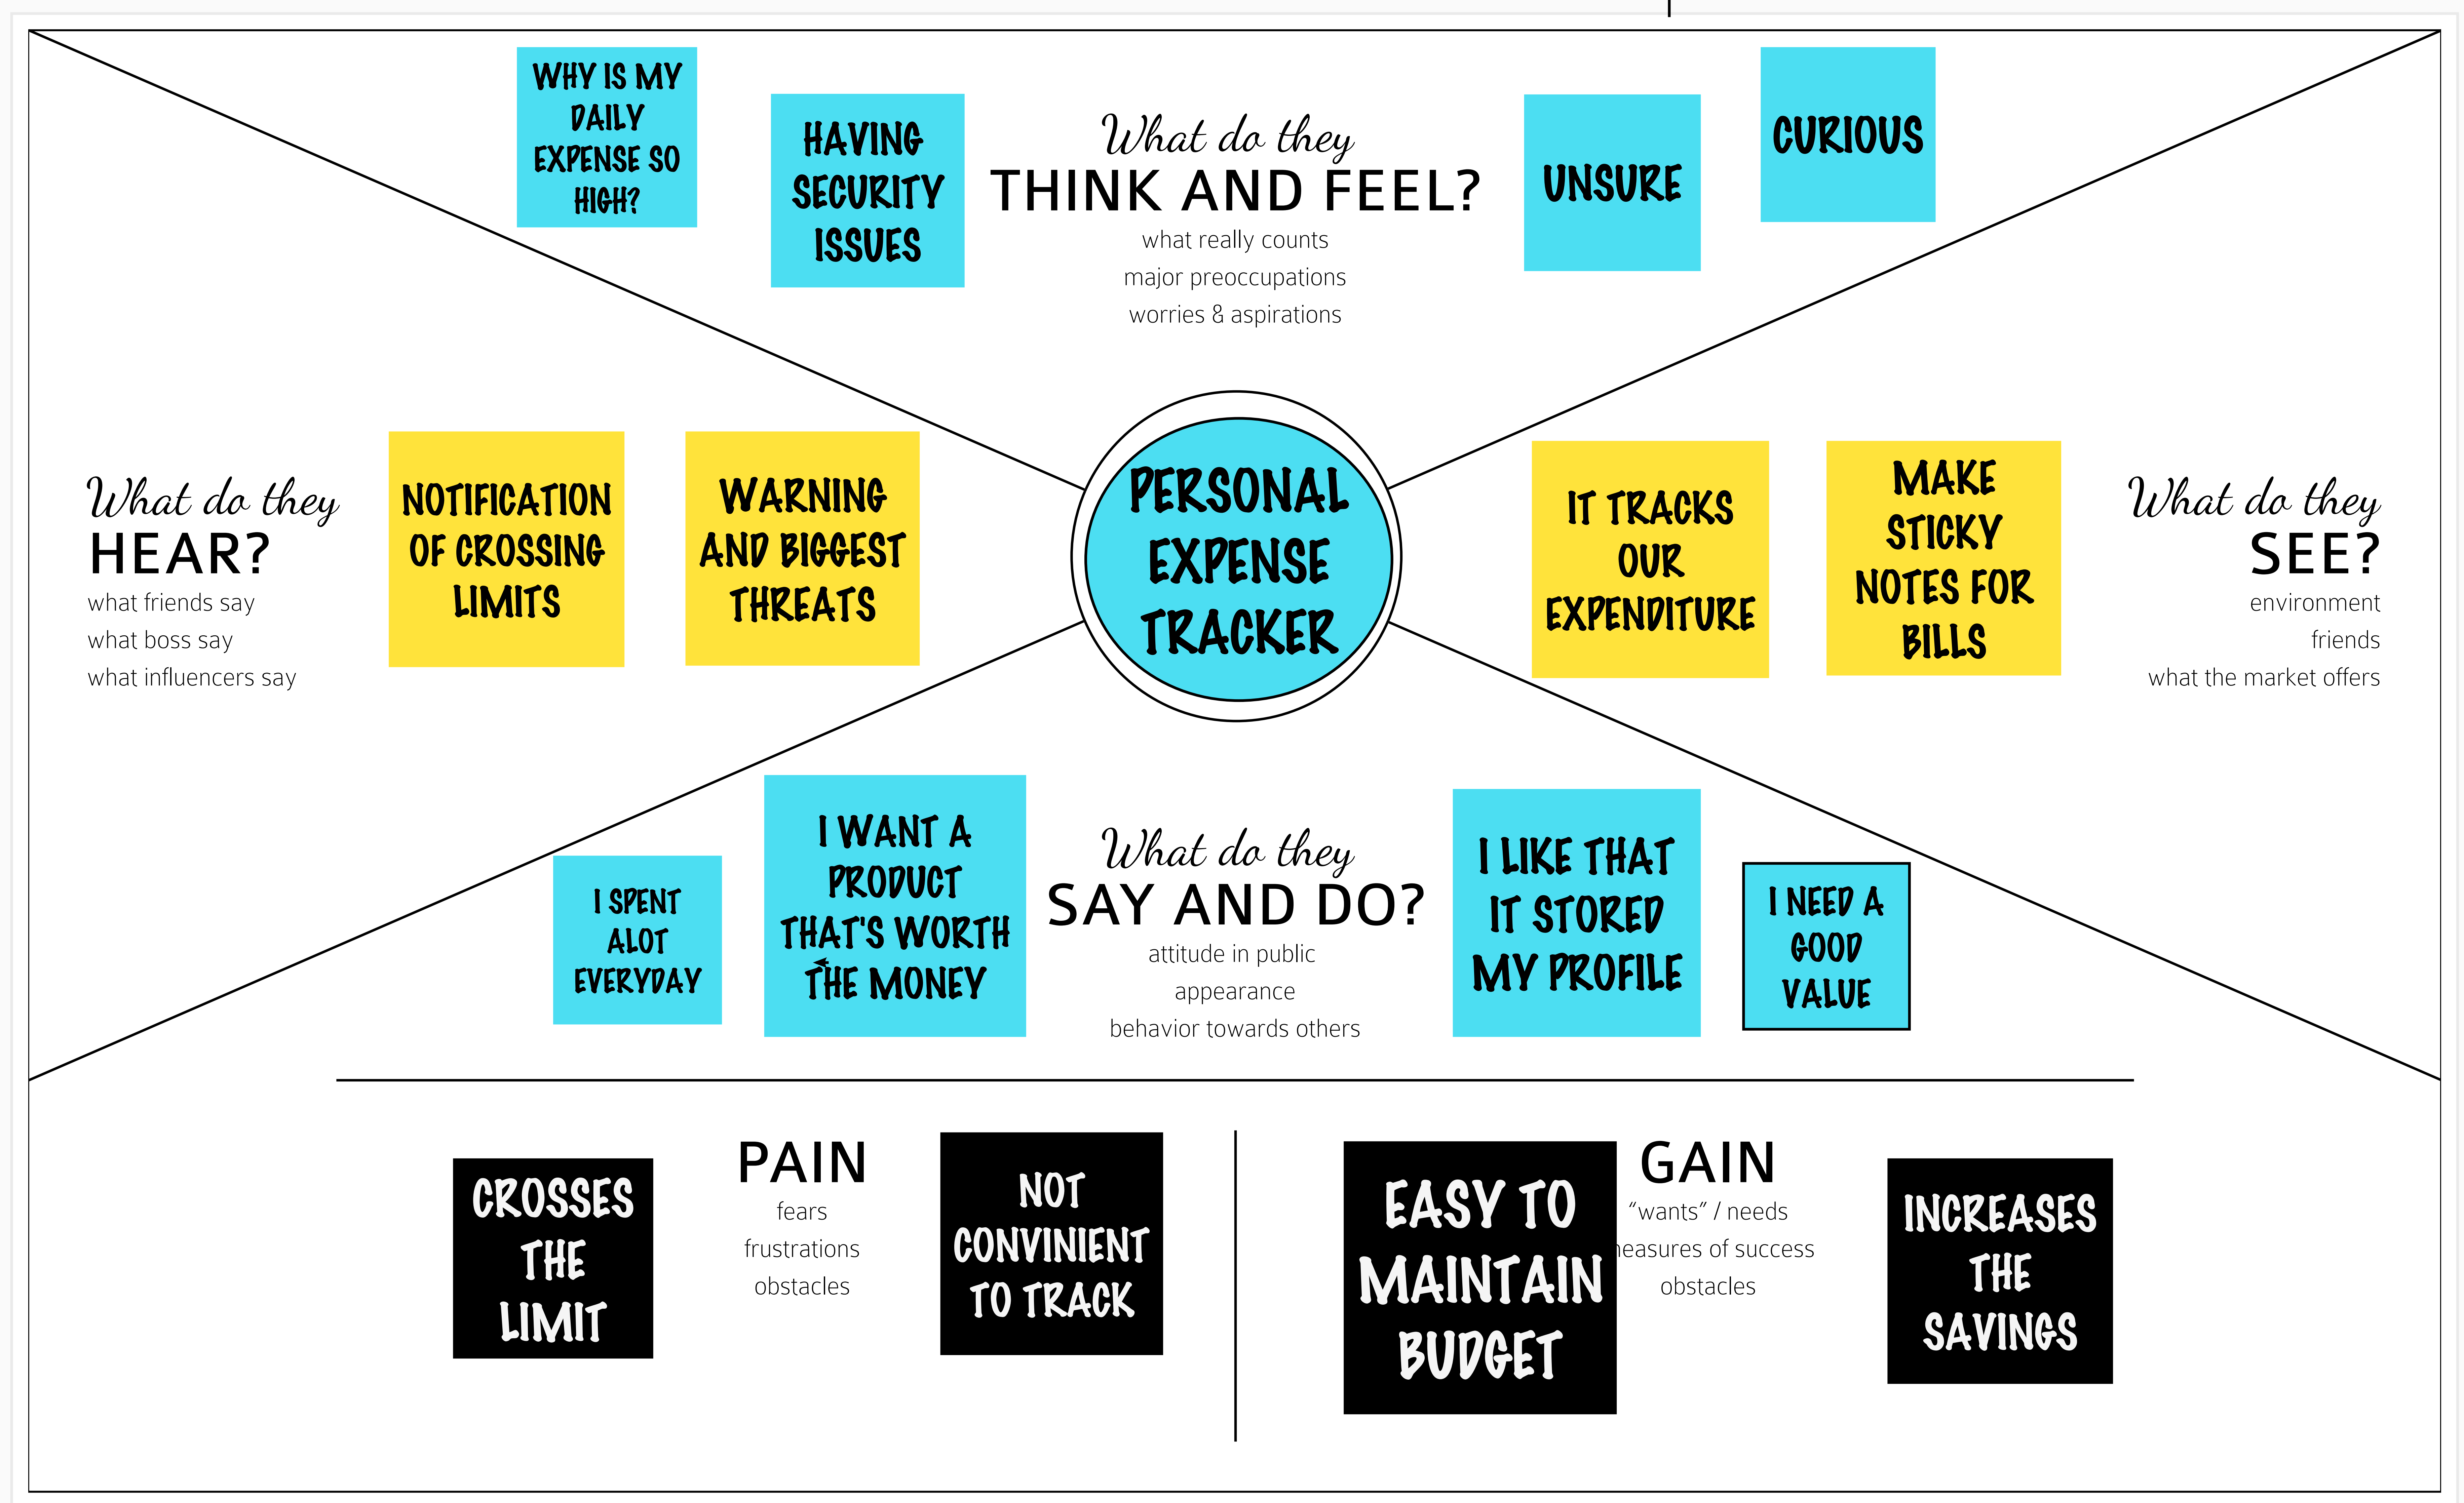 WHY IS MY
DAILY
EXPENSE SO
HIGH?
HAVING
SECURITY
ISSUES
What do they
THINK AND FEEL?
what really counts
major preoccupations
worries & aspirations
UNSURE
CURIOUS
What do they
HEAR?
what friends say
what boss say
what influencers say
NOTIFICATION
OF CROSSING
LIMITS
WARNING
AND BIGGEST
THREATS
PERSONAL
EXPENSE
TRACKER
IT TRACKS
OUR
EXPENDITURE
MAKE
STICKY
NOTES FOR
BILLS
What do they
SEE?
environment
friends
what the market offers
I SPENT
ALOT
EVERYDAY
I WANT A
PRODUCT
THAT'S WORTH
THE MONEY
What do they
SAY AND DO?
attitude in public
appearance
behavior towards others
I LIKE THAT
IT STORED
MY PROFILE
I NEED A
GOOD
VALUE
CROSSES
THE
LIMIT
PAIN
fears
frustrations
obstacles
NOT
CONVINIENT
TO TRACK
EASY TO
MAINTAIN
BUDGET
GAIN
“wants” / needs
easures of success
obstacles
INCREASES
THE
SAVINGS